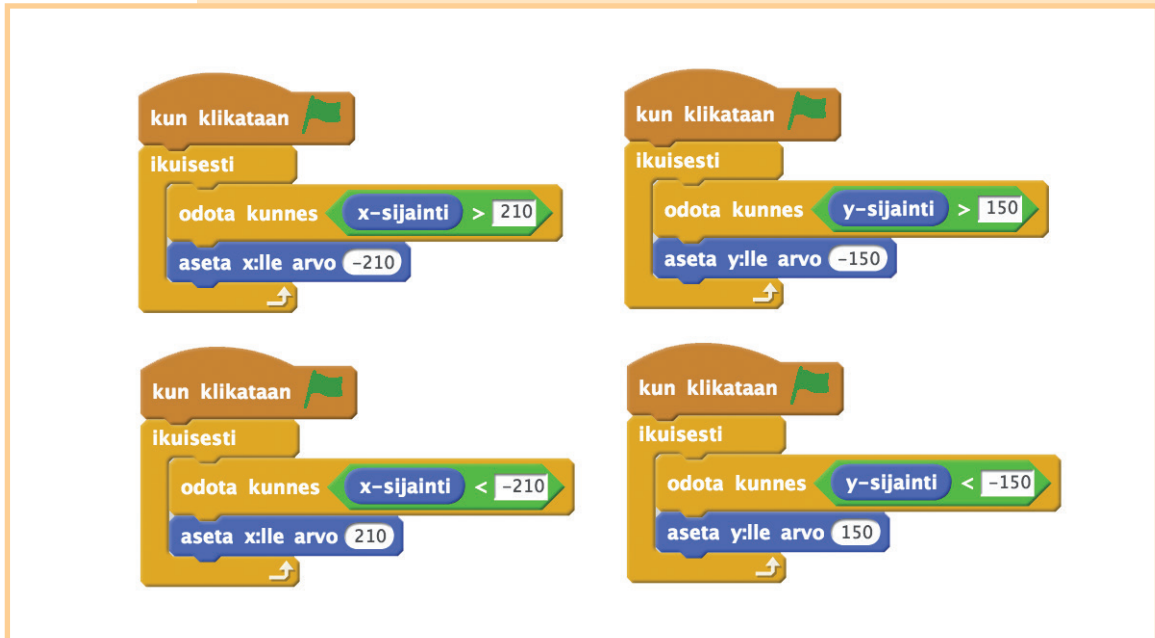 kun klikataan
ikuisesti
odota kunnes x-sijainti > 210
aseta x:lle arvo -210
kun klikataan
ikuisesti
odota kunnes y-sijainti > 150
aseta y:lle arvo -150
kun klikataan
ikuisesti
odota kunnes x-sijainti < -210
aseta x:lle arvo 210
kun klikataan
ikuisesti
odota kunnes y-sijainti < -150
aseta y:lle arvo 150